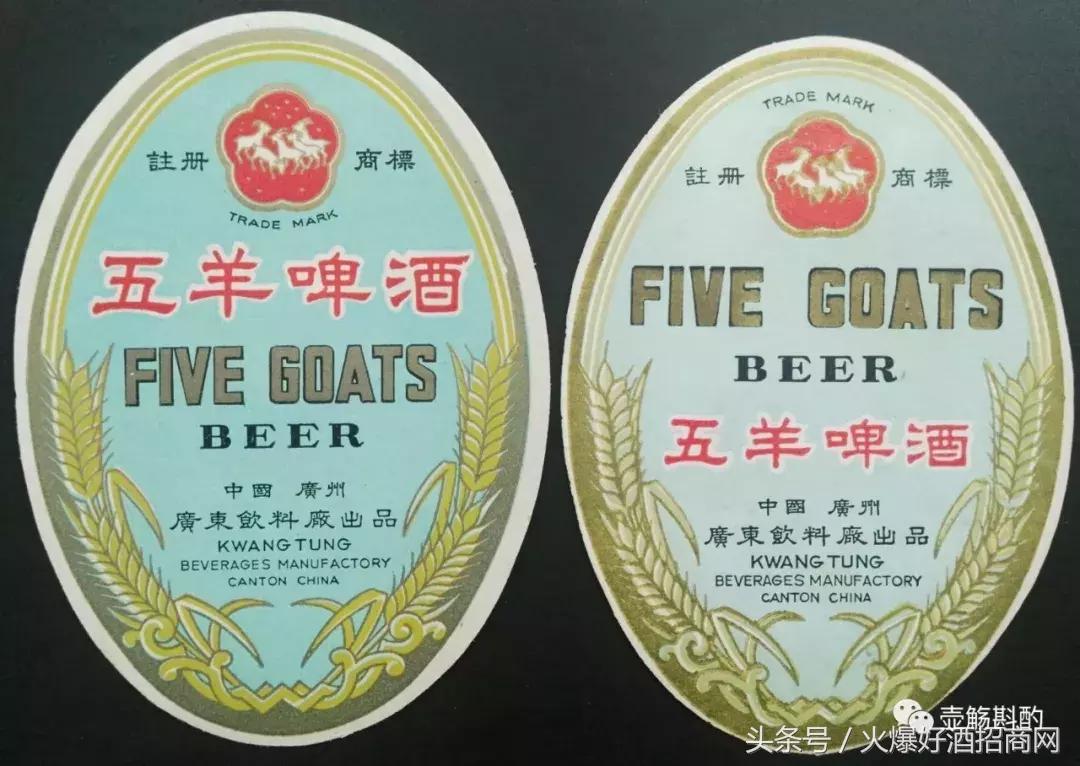 註册 商標
TRADE MARK
五羊啤酒
FIVE GOATS
BEER
中國 廣州
廣東飲料廠出品
KWANGTUNG
BEVERAGES MANUFACTORY
CANTON CHINA
TRADE MARK
註册 商標
FIVE GOATS
BEER
五羊啤酒
中國 廣州
廣東飲料廠出品
KWANGTUNG
BEVERAGES MANUFACTORY
CANTON CHINA
壶觞斟酌
头条号 / 火爆好酒招商网